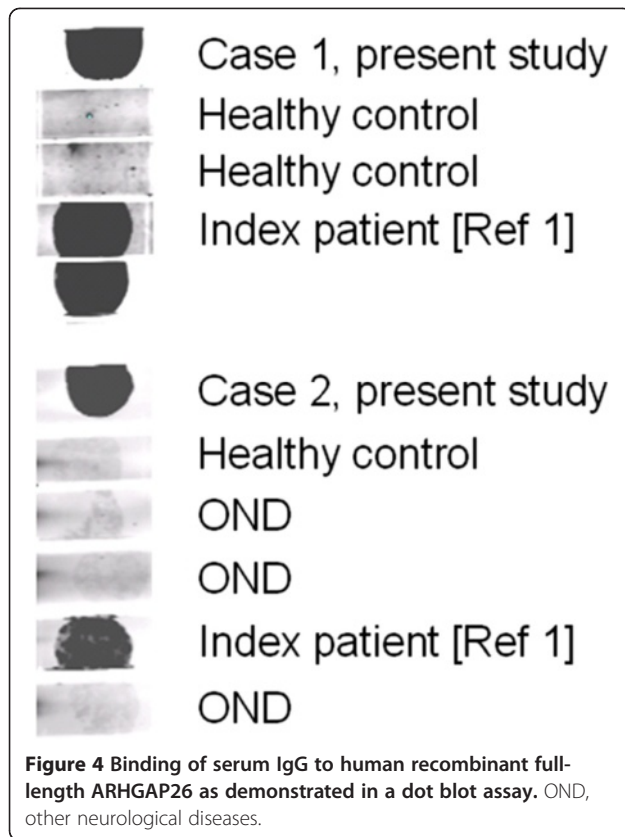 Case 1, present study
Healthy control
Healthy control
Index patient [Ref 1]
Case 2, present study
Healthy control
OND
OND
Index patient [Ref 1]
OND
Figure 4 Binding of serum IgG to human recombinant full-
length ARHGAP26 as demonstrated in a dot blot assay. OND,
other neurological diseases.